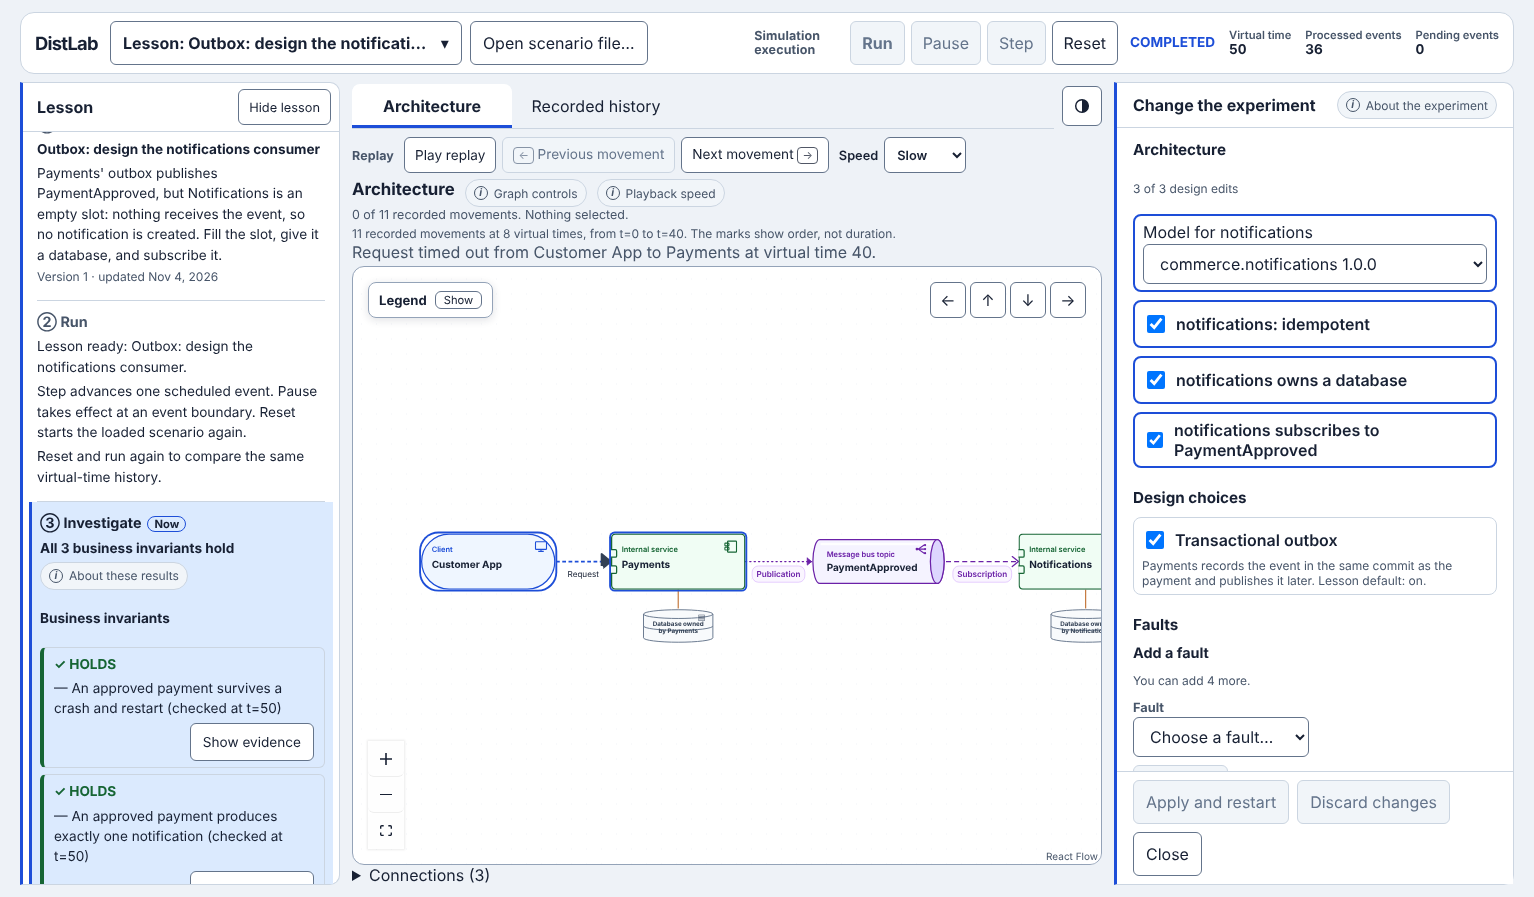 DistLab
Lesson: Outbox: design the notificati... ▼
Open scenario file...
Simulation
execution
Run
Pause
Step
Reset
COMPLETED
Virtual time
50
Processed events
36
Pending events
0
Lesson
Hide lesson
Outbox: design the notifications consumer
Payments' outbox publishes
PaymentApproved, but Notifications is an
empty slot: nothing receives the event, so
no notification is created. Fill the slot, give it
a database, and subscribe it.
Version 1 · updated Nov 4, 2026
2 Run
Lesson ready: Outbox: design the
notifications consumer.
Step advances one scheduled event. Pause
takes effect at an event boundary. Reset
starts the loaded scenario again.
Reset and run again to compare the same
virtual-time history.
3 Investigate Now
All 3 business invariants hold
i About these results
Business invariants
✓ HOLDS
— An approved payment survives a
crash and restart (checked at t=50)
Show evidence
✓ HOLDS
— An approved payment produces
exactly one notification (checked at
t=50)
Architecture
Recorded history
Replay
Play replay
← Previous movement
Next movement →
Speed
Slow
Architecture
i Graph controls
i Playback speed
0 of 11 recorded movements. Nothing selected.
11 recorded movements at 8 virtual times, from t=0 to t=40. The marks show order, not duration.
Request timed out from Customer App to Payments at virtual time 40.
Legend
Show
← ↑ ↓ →
Client
Customer App
Request
Internal service
Payments
Publication
Message bus topic
PaymentApproved
Subscription
Internal service
Notifications
Database owned
by Payments
Database own
by Notificatio
React Flow
Connections (3)
Change the experiment
i About the experiment
Architecture
3 of 3 design edits
Model for notifications
commerce.notifications 1.0.0
notifications: idempotent
notifications owns a database
notifications subscribes to
PaymentApproved
Design choices
Transactional outbox
Payments records the event in the same commit as the
payment and publishes it later. Lesson default: on.
Faults
Add a fault
You can add 4 more.
Fault
Choose a fault...
Apply and restart
Discard changes
Close